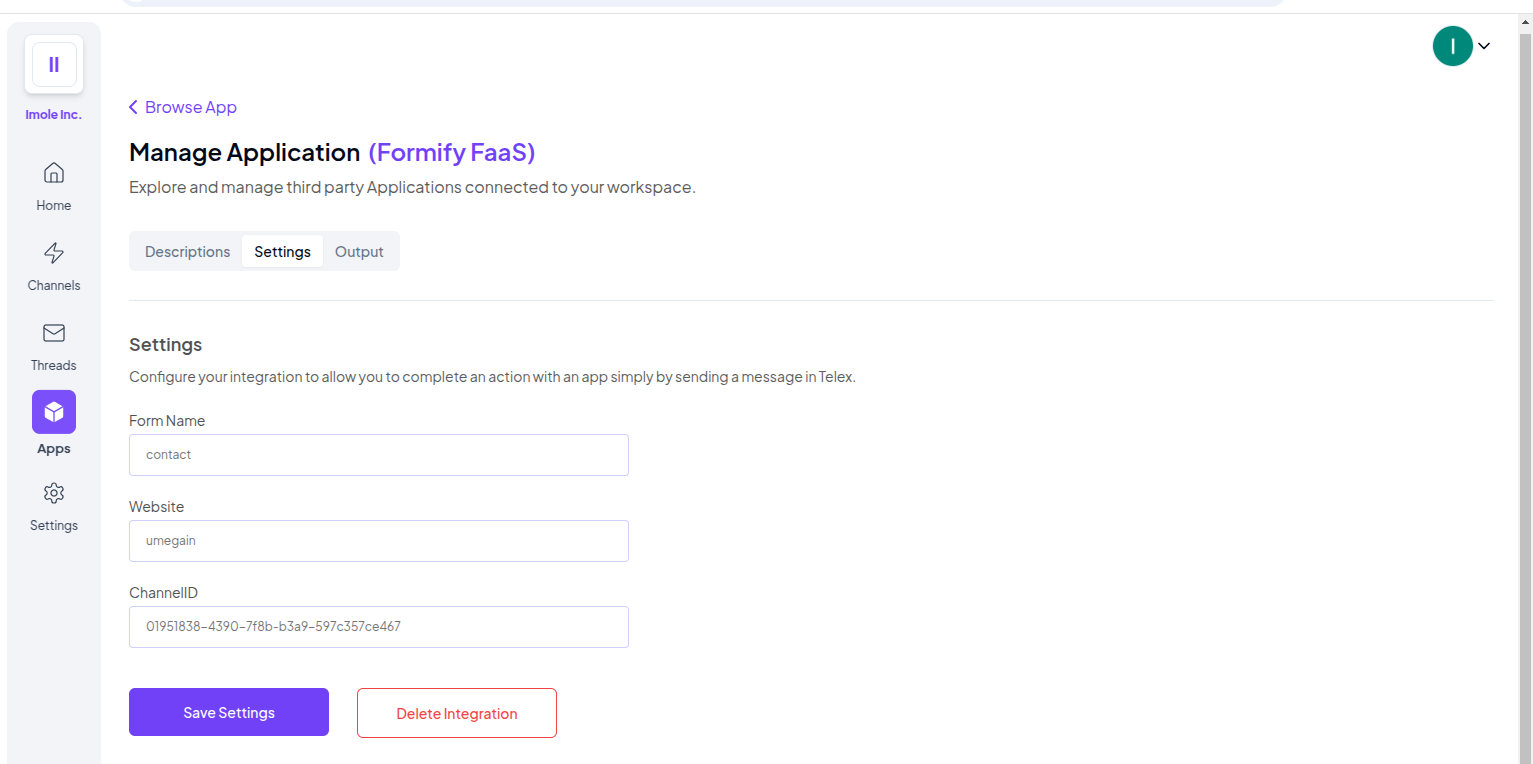 II
Imole Inc.
Home
Channels
Threads
Apps
Settings
I
Browse App
Manage Application (Formify FaaS)
Explore and manage third party Applications connected to your workspace.
Descriptions Settings Output
Settings
Configure your integration to allow you to complete an action with an app simply by sending a message in Telex.
Form Name
contact
Website
umegain
ChannelID
01951838-4390-7f8b-b3a9-597c357ce467
Save Settings Delete Integration